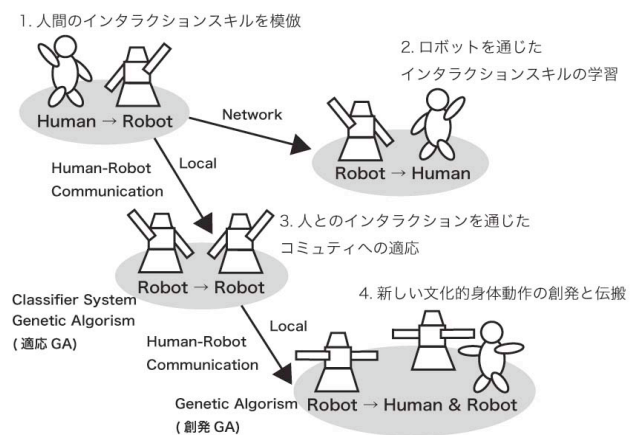 1. 人間のインタラクションスキルを模倣
Human → Robot
2. ロボットを通じた
インタラクションスキルの学習
Network
Robot → Human
Local
Human-Robot
Communication
3. 人とのインタラクションを通じた
コミュティへの適応
Robot → Robot
Classifier System
Genetic Algorism
( 適応 GA)
4. 新しい文化的身体動作の創発と伝搬
Local
Human-Robot
Communication
Genetic Algorism
( 創発 GA)
Robot → Human & Robot